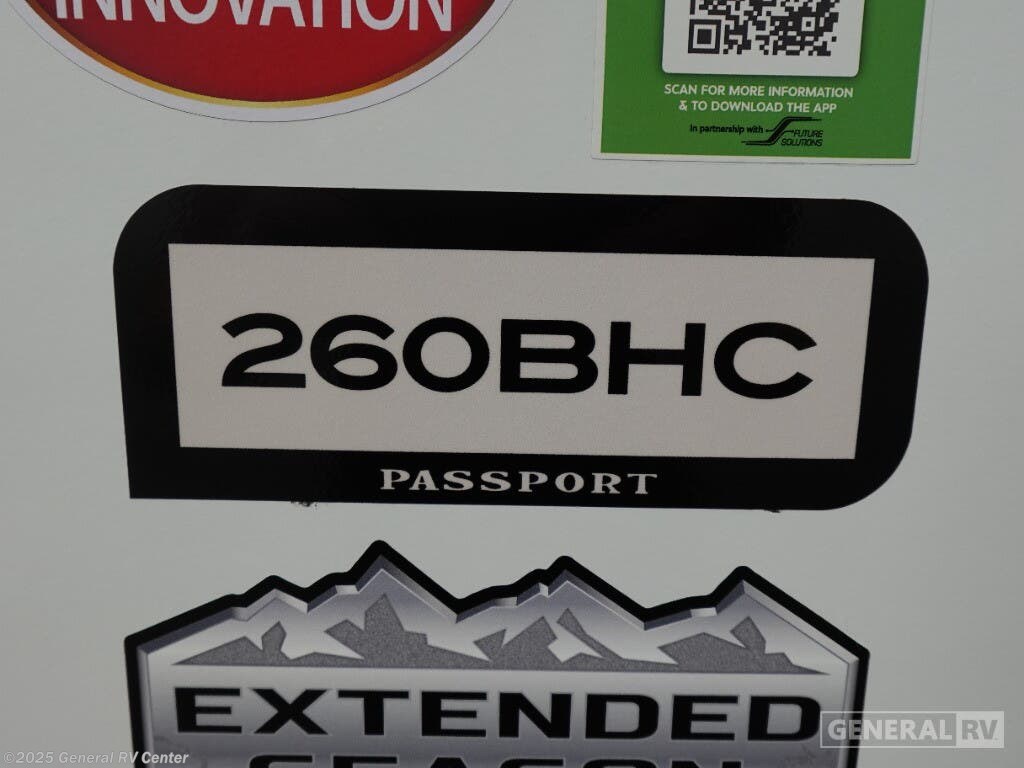 INNOVATION
SCAN FOR MORE INFORMATION
& TO DOWNLOAD THE APP
In partnership with FUTURE
SOLUTIONS
260BHC
PASSPORT
EXTENDED
SEASON
GENERAL RV
©2025 General RV Center